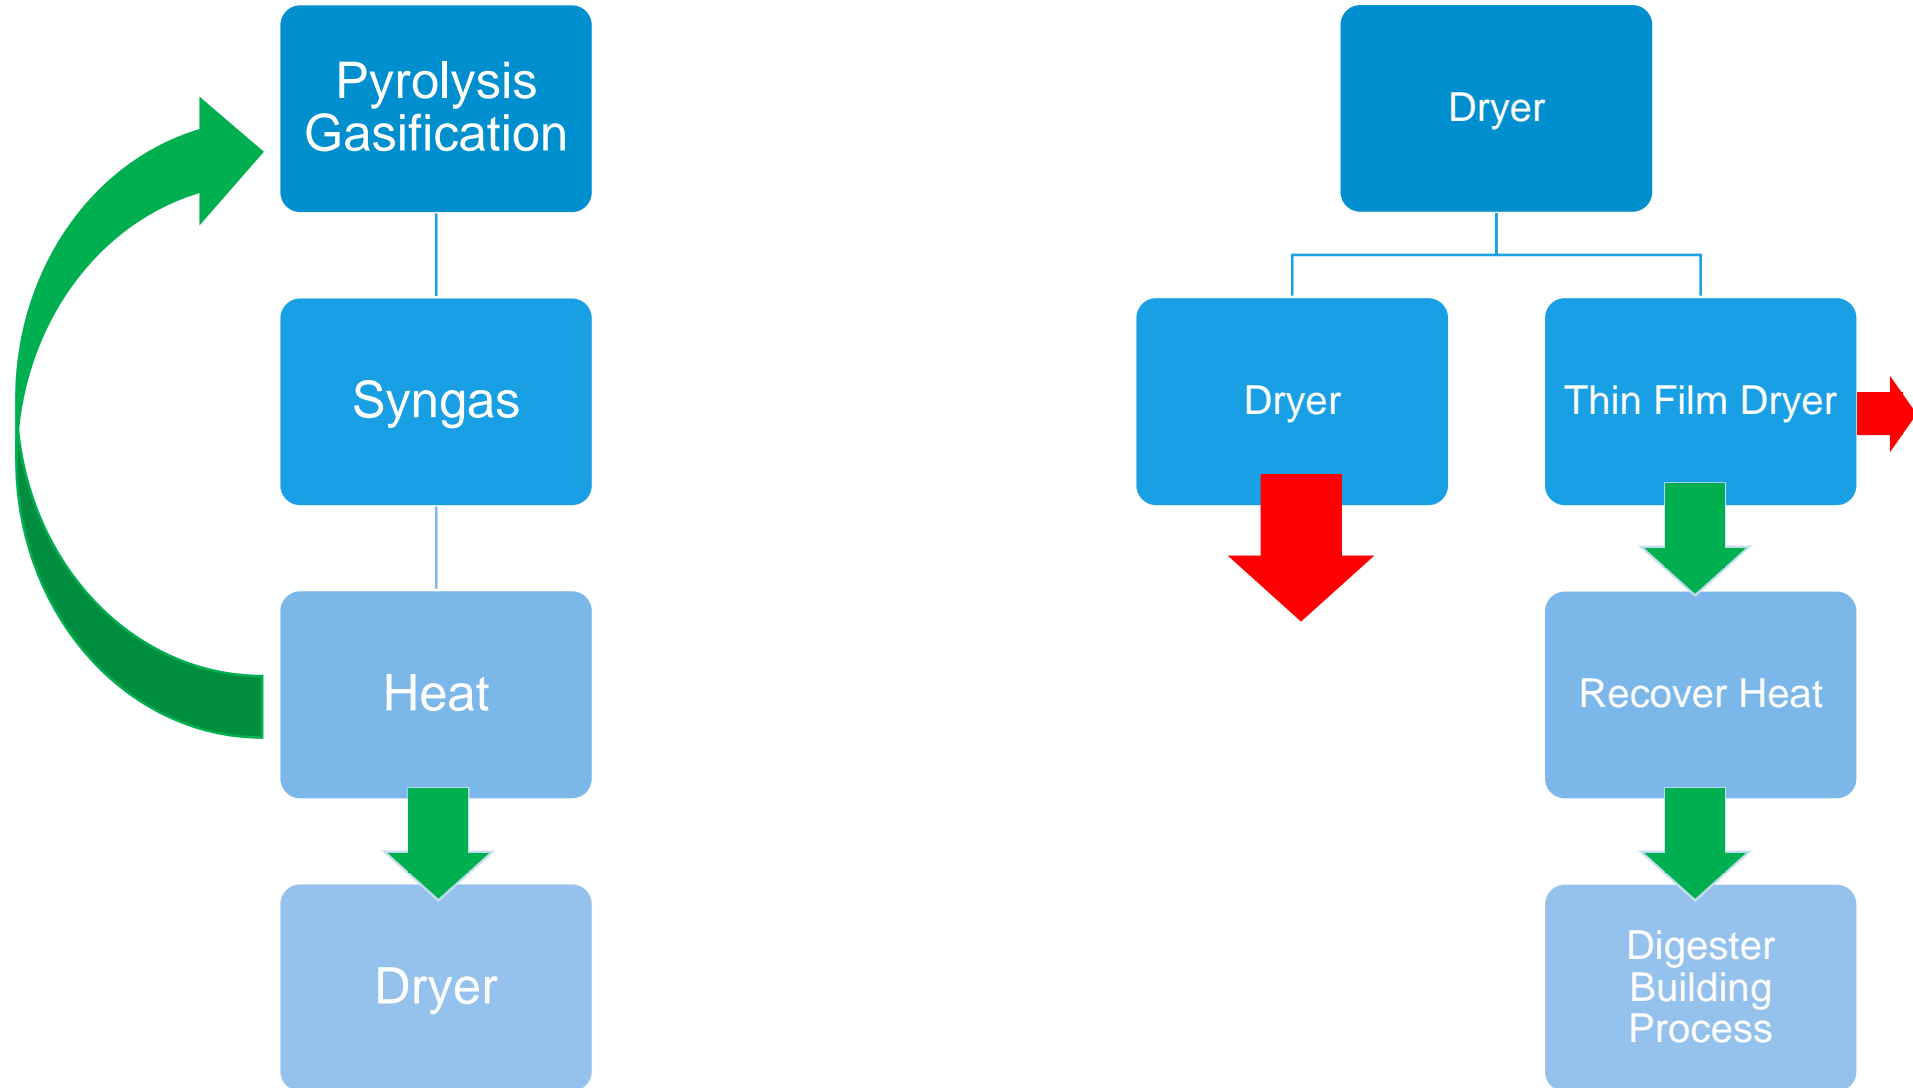 Pyrolysis
Gasification
Syngas
Heat
Dryer
Dryer
Dryer
Thin Film Dryer
Recover Heat
Digester
Building
Process